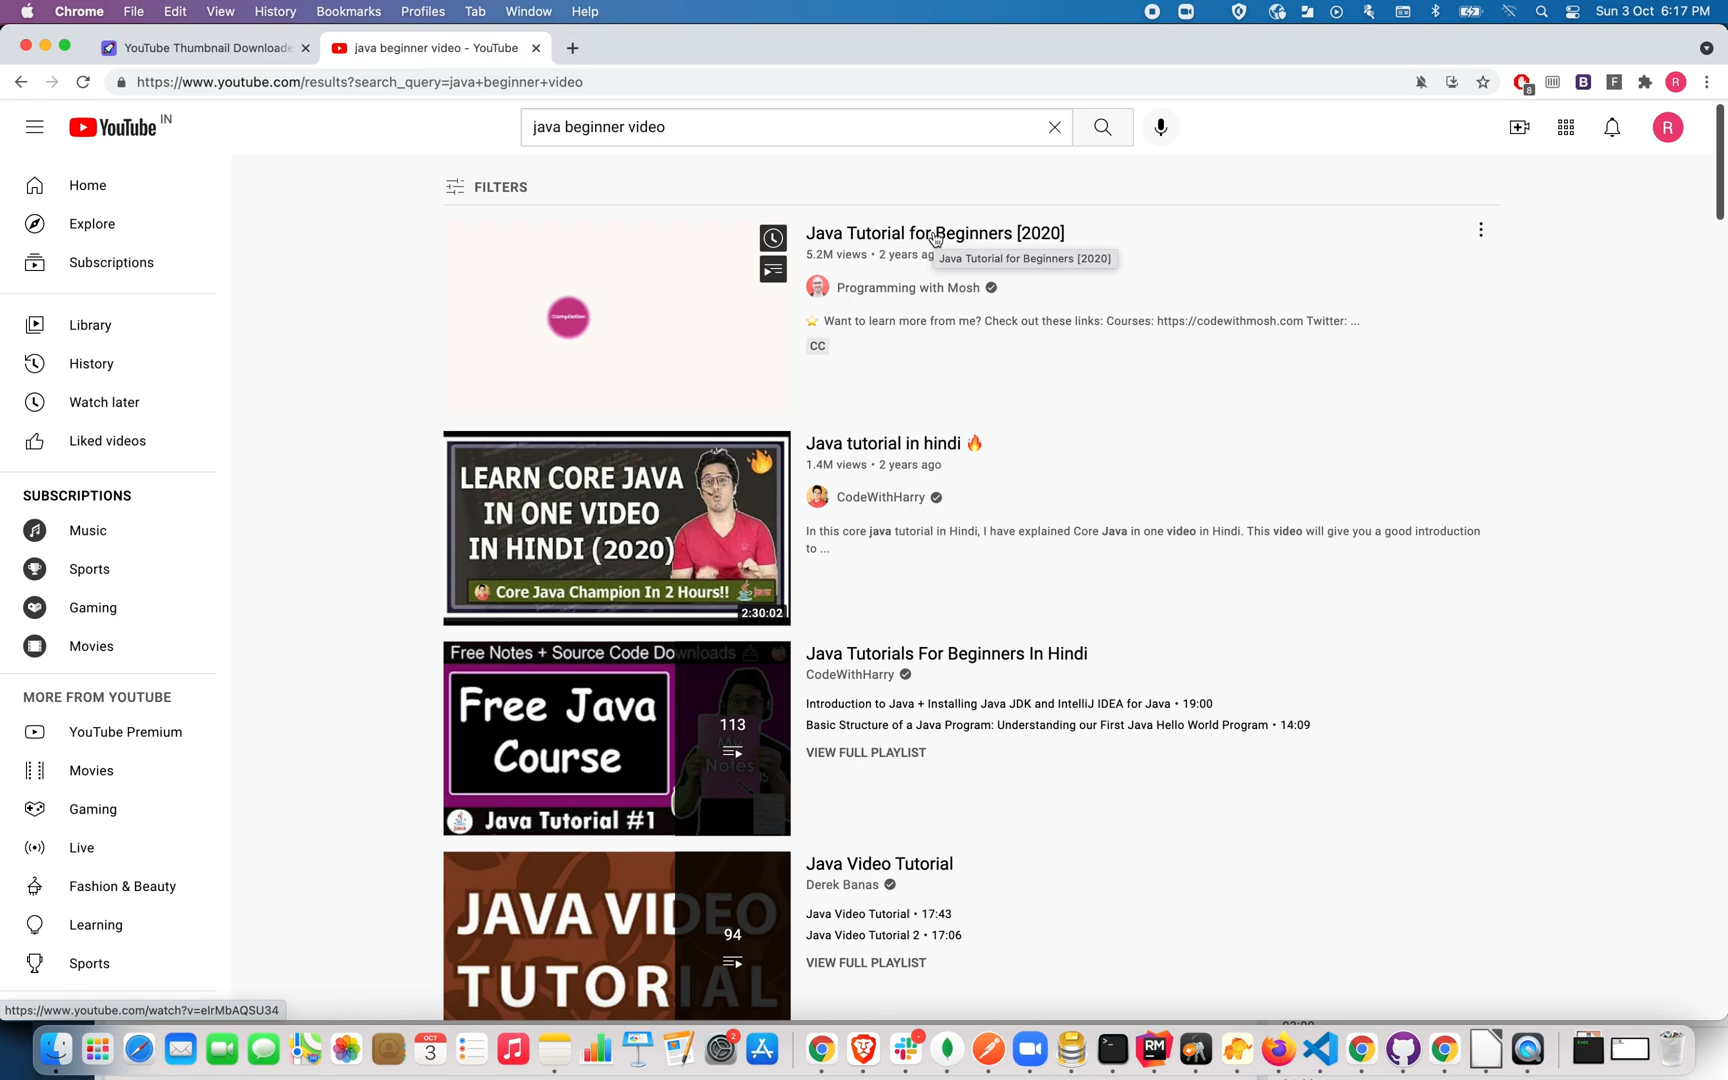 Chrome File Edit View History Bookmarks Profiles Tab Window Help Sun 3 Oct 6:17 PM
YouTube Thumbnail Downloade java beginner video - YouTube
https://www.youtube.com/results?search_query=java+beginner+video 8 B F R
YouTube IN java beginner video R
FILTERS
Home
Explore
Subscriptions
Library
History
Watch later
Liked videos
SUBSCRIPTIONS
Music
Sports
Gaming
Movies
MORE FROM YOUTUBE
YouTube Premium
Movies
Gaming
Live
Fashion & Beauty
Learning
Sports
Compilation
Java Tutorial for Beginners [2020]
5.2M views • 2 years ag
Java Tutorial for Beginners [2020]
Programming with Mosh
Want to learn more from me? Check out these links: Courses: https://codewithmosh.com Twitter: ...
CC
LEARN CORE JAVA
IN ONE VIDEO
IN HINDI (2020)
Core Java Champion In 2 Hours!! Java
2:30:02
Java tutorial in hindi 🔥
1.4M views • 2 years ago
CodeWithHarry
In this core java tutorial in Hindi, I have explained Core Java in one video in Hindi. This video will give you a good introduction
to ...
Free Notes + Source Code Downloads
Free Java
Course
My
Notes
113
Java Tutorial #1
Java Tutorials For Beginners In Hindi
CodeWithHarry
Introduction to Java + Installing Java JDK and IntelliJ IDEA for Java • 19:00
Basic Structure of a Java Program: Understanding our First Java Hello World Program • 14:09
VIEW FULL PLAYLIST
JAVA VIDEO
TUTORIAL
94
Java Video Tutorial
Derek Banas
Java Video Tutorial • 17:43
Java Video Tutorial 2 • 17:06
VIEW FULL PLAYLIST
https://www.youtube.com/watch?v=eIrMbAQSU34
OCT
3
2
RM